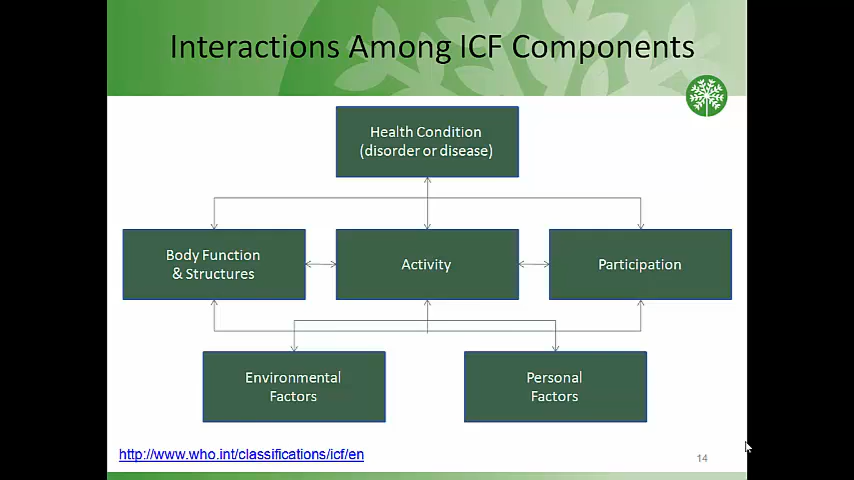 Interactions Among ICF Components
Health Condition
(disorder or disease)
Body Function
& Structures
Activity
Participation
Environmental
Factors
Personal
Factors
http://www.who.int/classifications/icf/en
14